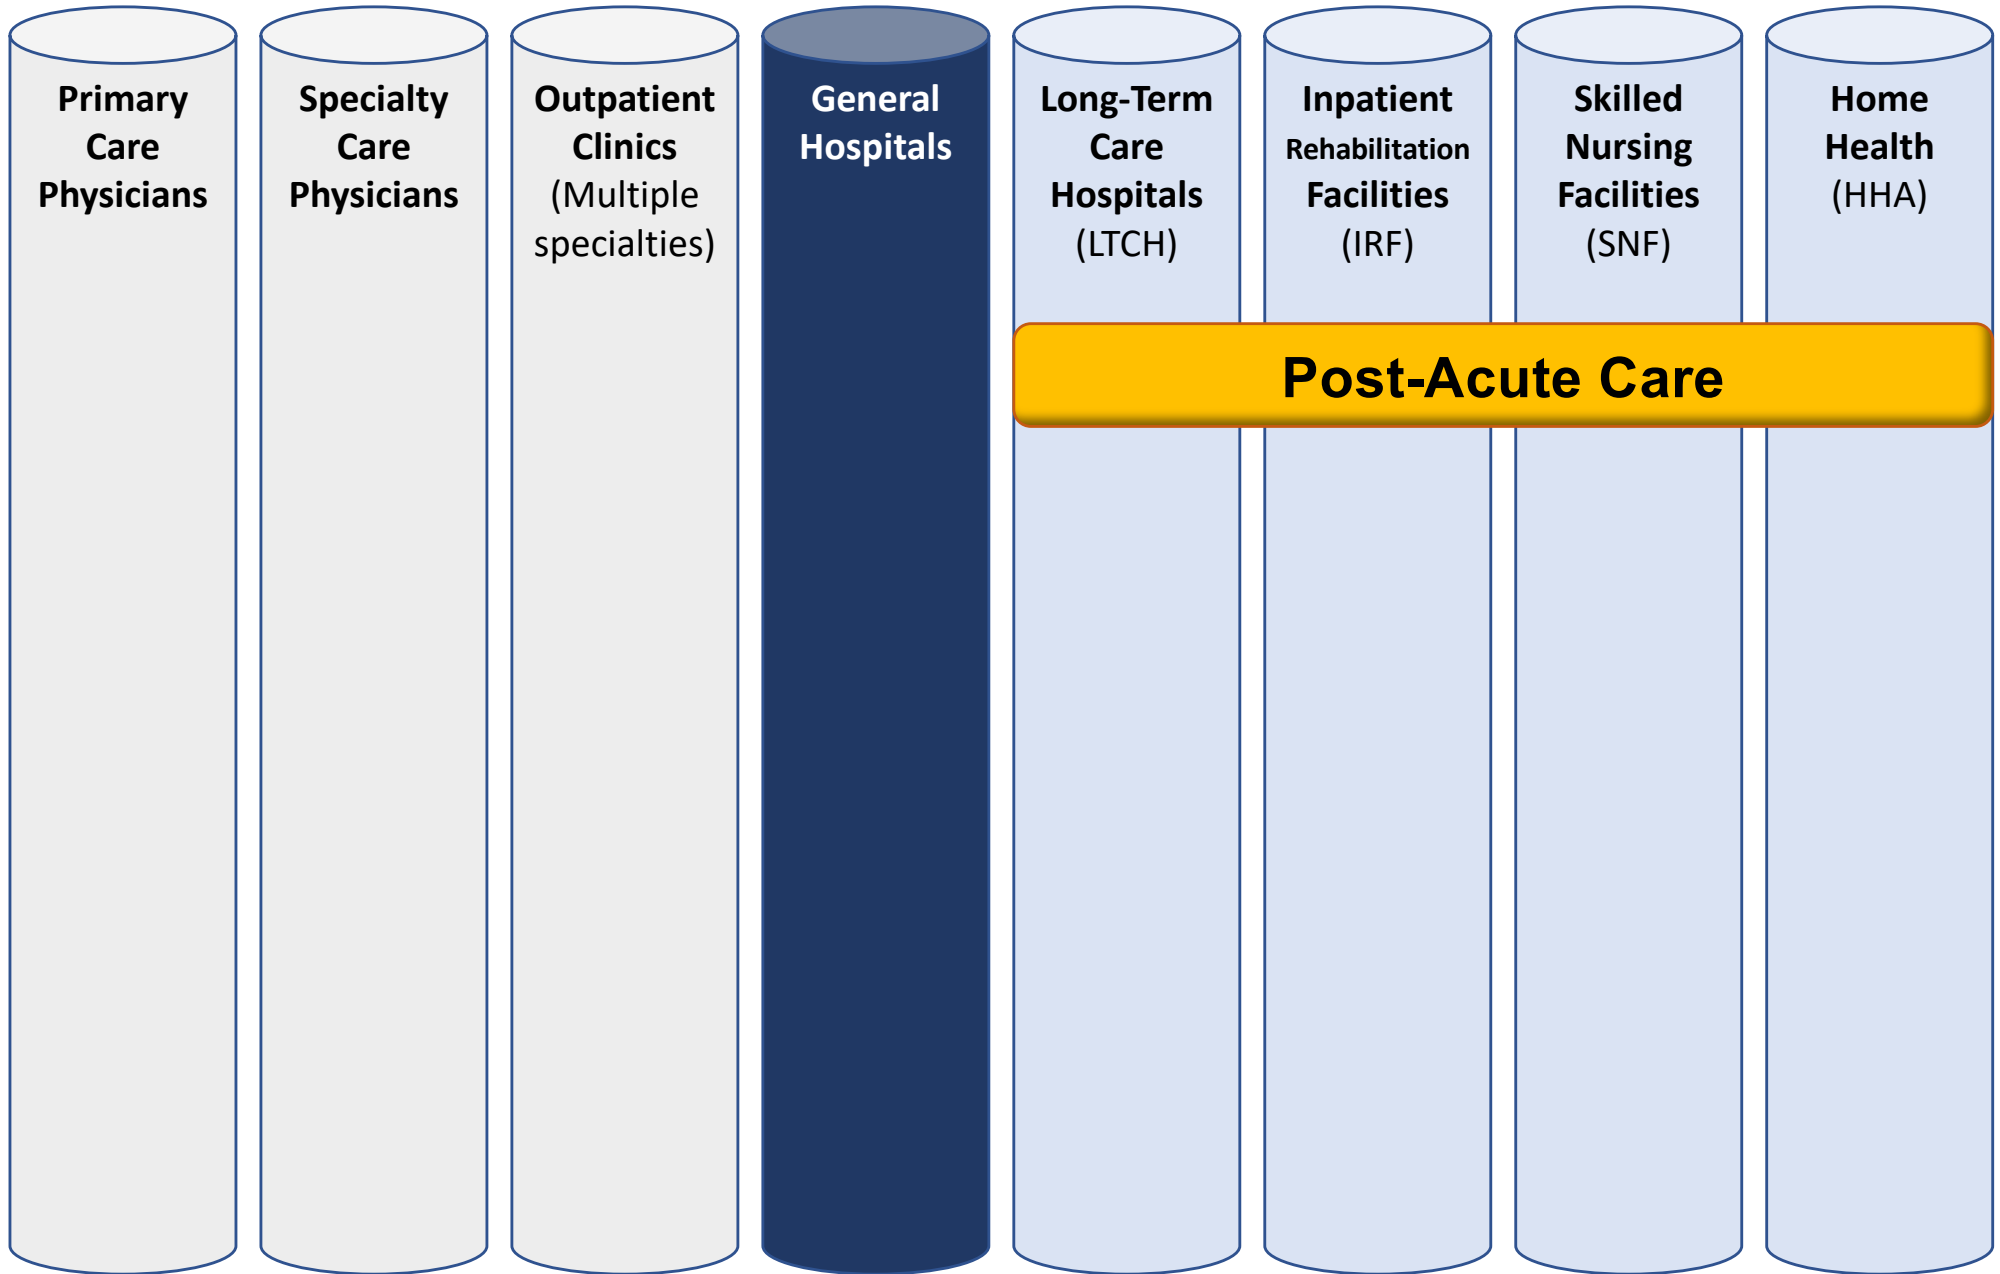 Primary
Care
Physicians
Specialty
Care
Physicians
Outpatient
Clinics
(Multiple
specialties)
General
Hospitals
Long-Term
Care
Hospitals
(LTCH)
Inpatient
Rehabilitation
Facilities
(IRF)
Skilled
Nursing
Facilities
(SNF)
Home
Health
(HHA)
Post-Acute Care